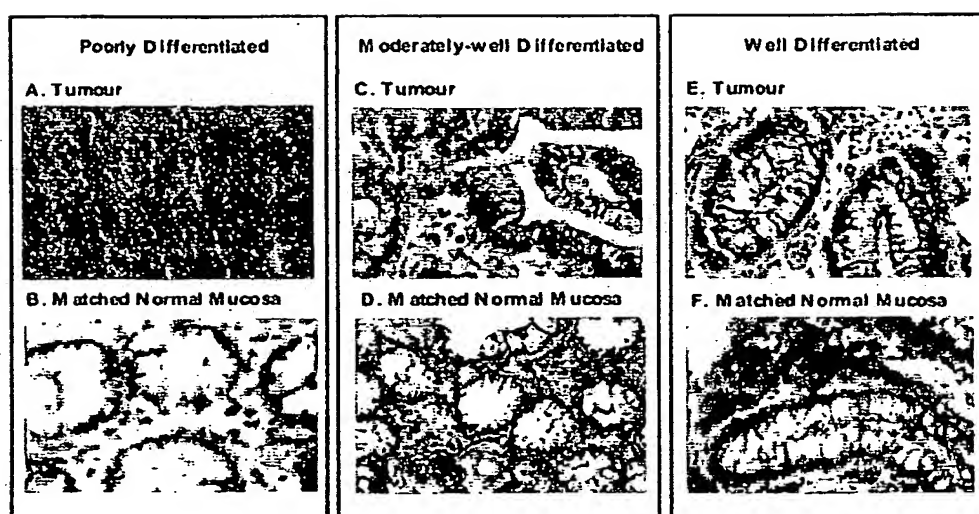 Poorly Differentiated
A. Tumour
B. Matched Normal Mucosa
Moderately-well Differentiated
C. Tumour
D. Matched Normal Mucosa
Well Differentiated
E. Tumour
F. Matched Normal Mucosa